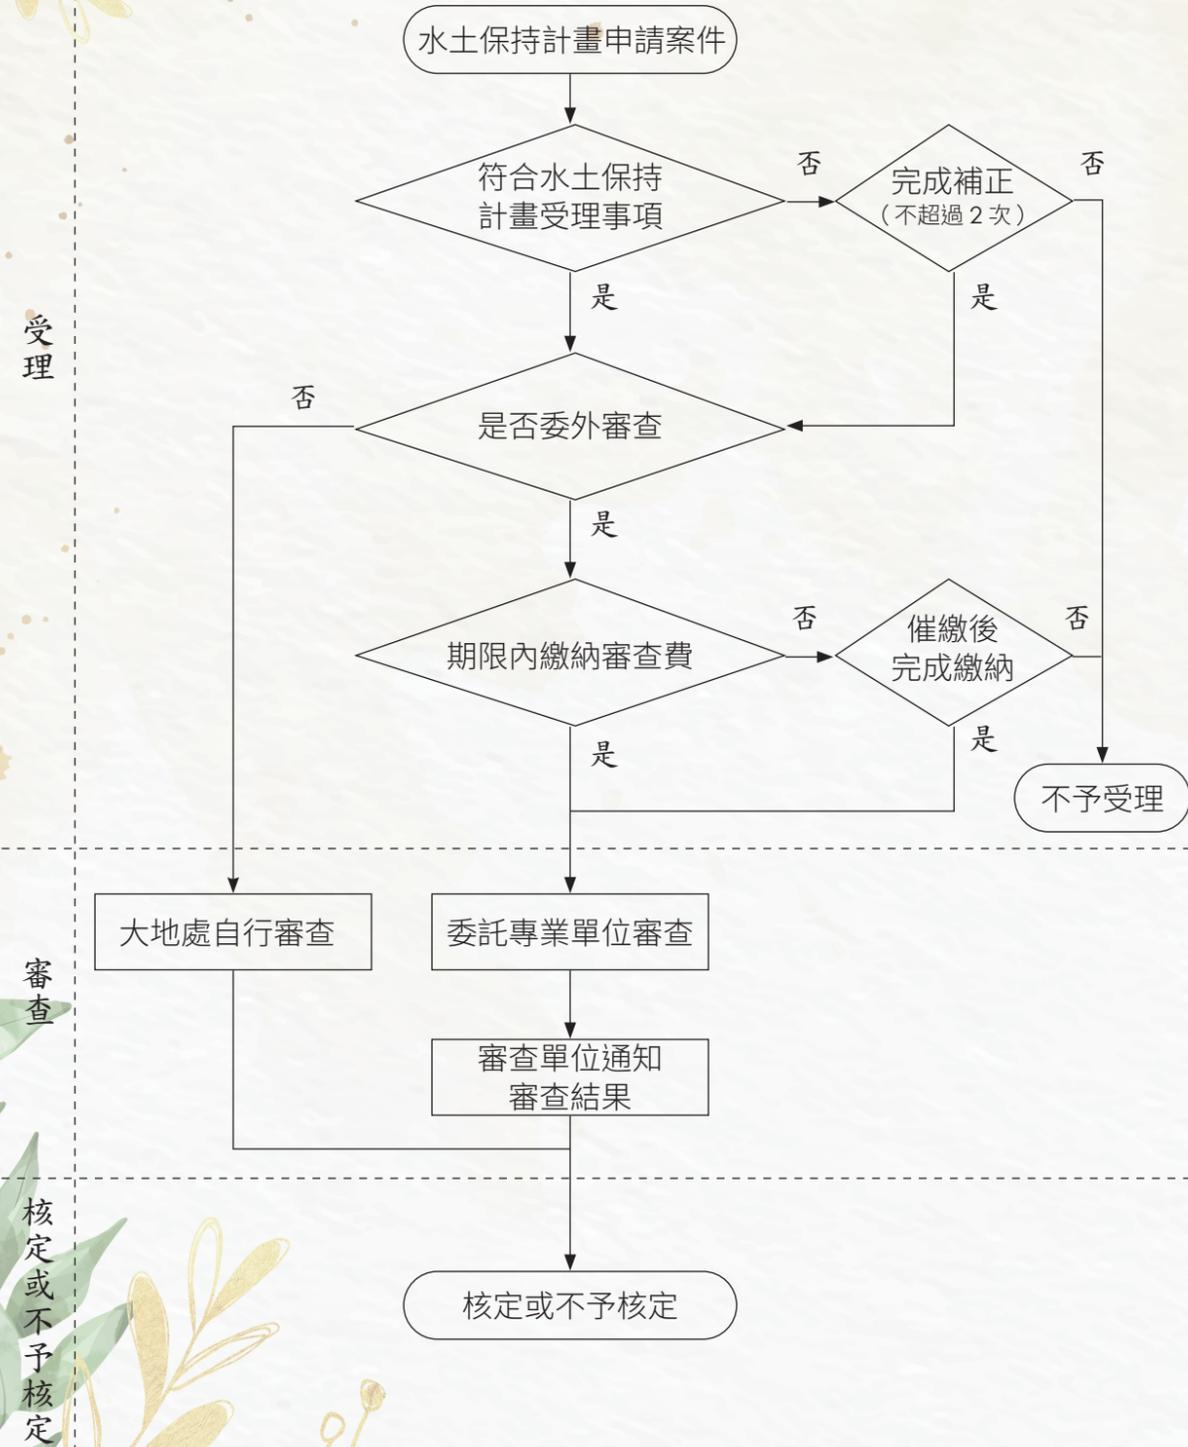 水土保持計畫申請案件
符合水土保持
計畫受理事項
否
完成補正
（不超過 2 次）
否
是
是
受
理
否
是否委外審查
是
期限內繳納審查費
否
催繳後
完成繳納
否
是
是
不予受理
審
查
大地處自行審查
委託專業單位審查
審查單位通知
審查結果
核
定
或
不
予
核
定
核定或不予核定